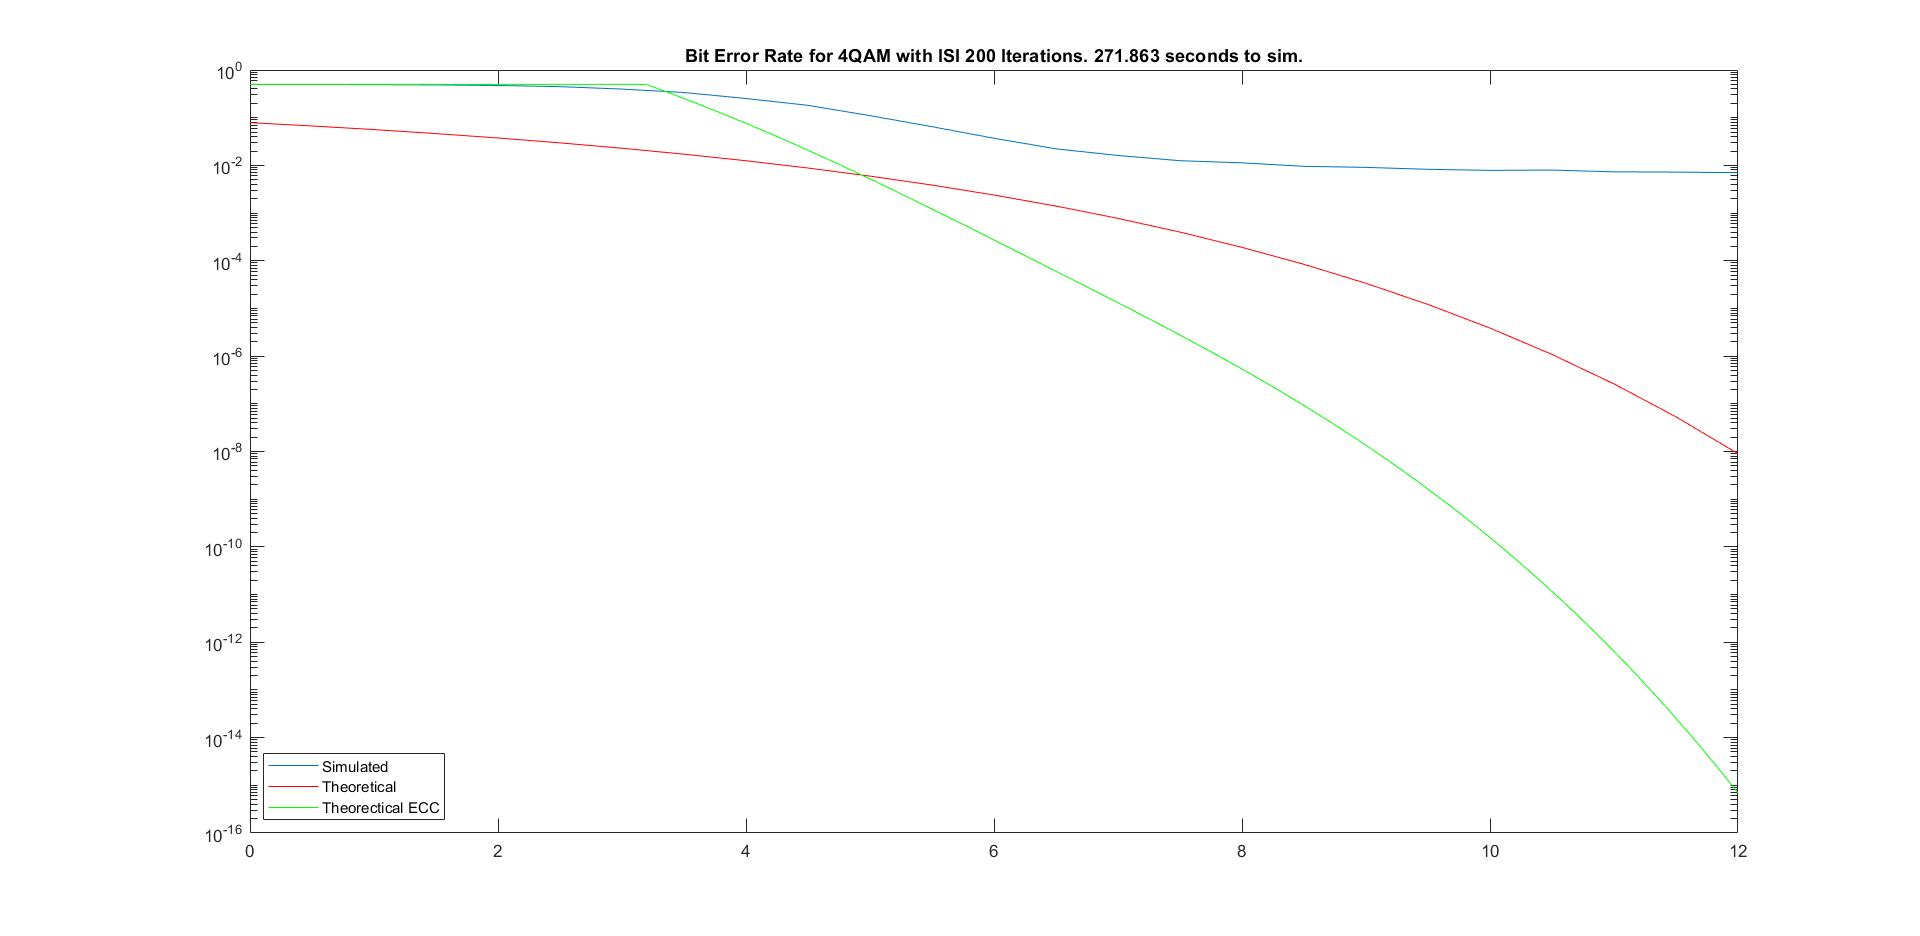 Bit Error Rate for 4QAM with ISI 200 Iterations. 271.863 seconds to sim.
10^0
10^-2
10^-4
10^-6
10^-8
10^-10
10^-12
10^-14
10^-16
Simulated
Theoretical
Theorectical ECC
0 2 4 6 8 10 12